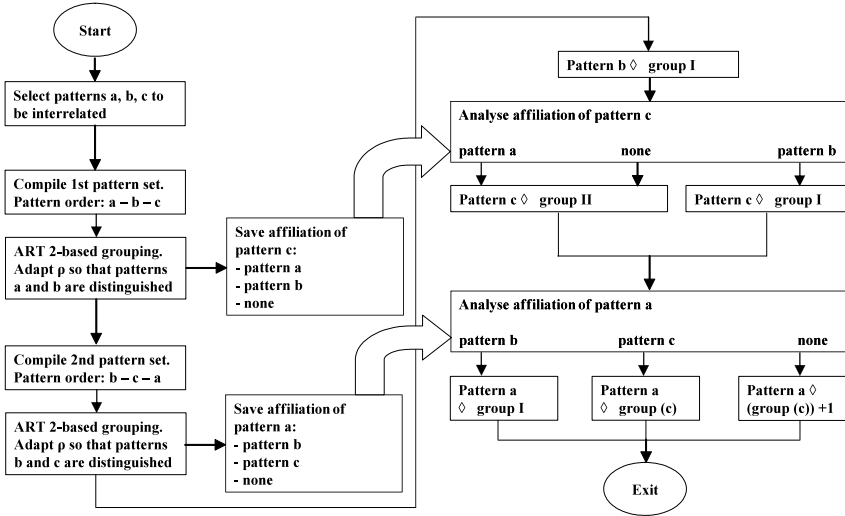 Start
Select patterns a, b, c to
be interrelated
Compile 1st pattern set.
Pattern order: a – b – c
ART 2-based grouping.
Adapt ρ so that patterns
a and b are distinguished
Save affiliation of
pattern c:
- pattern a
- pattern b
- none
Compile 2nd pattern set.
Pattern order: b – c – a
ART 2-based grouping.
Adapt ρ so that patterns
b and c are distinguished
Save affiliation of
pattern a:
- pattern b
- pattern c
- none
Pattern b ◊ group I
Analyse affiliation of pattern c
pattern a none pattern b
Pattern c ◊ group II
Pattern c ◊ group I
Analyse affiliation of pattern a
pattern b pattern c none
Pattern a
◊ group I
Pattern a
◊ group (c)
Pattern a ◊
(group (c)) +1
Exit